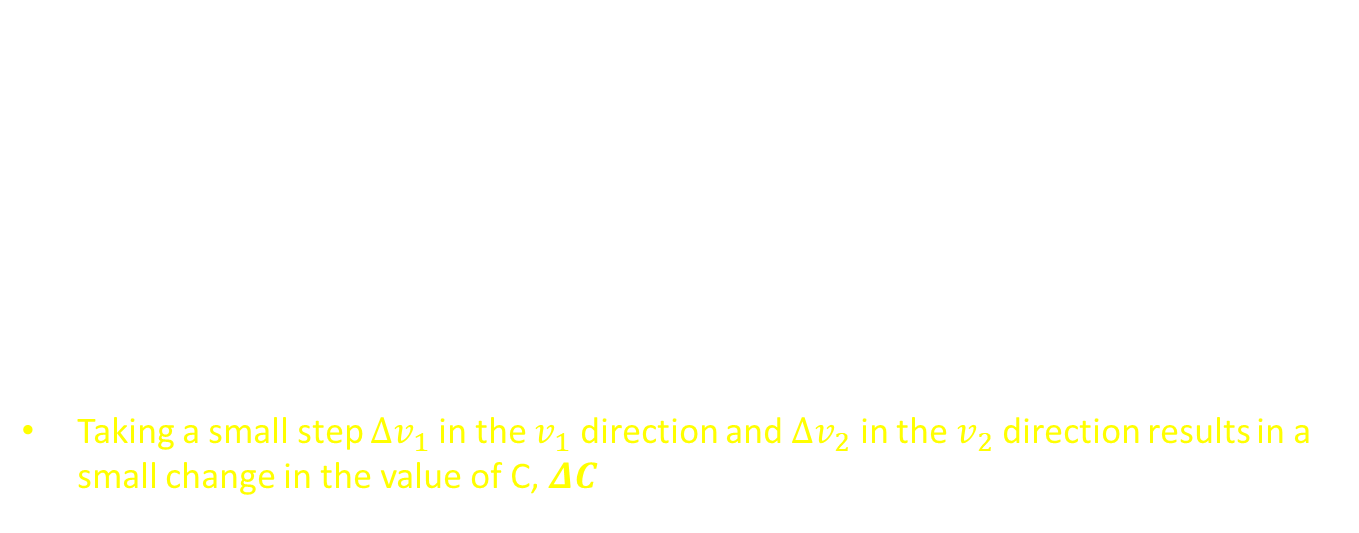 • Taking a small step Δ𝑣₁ in the 𝑣₁ direction and Δ𝑣₂ in the 𝑣₂ direction results in a
small change in the value of C, 𝜟𝑪